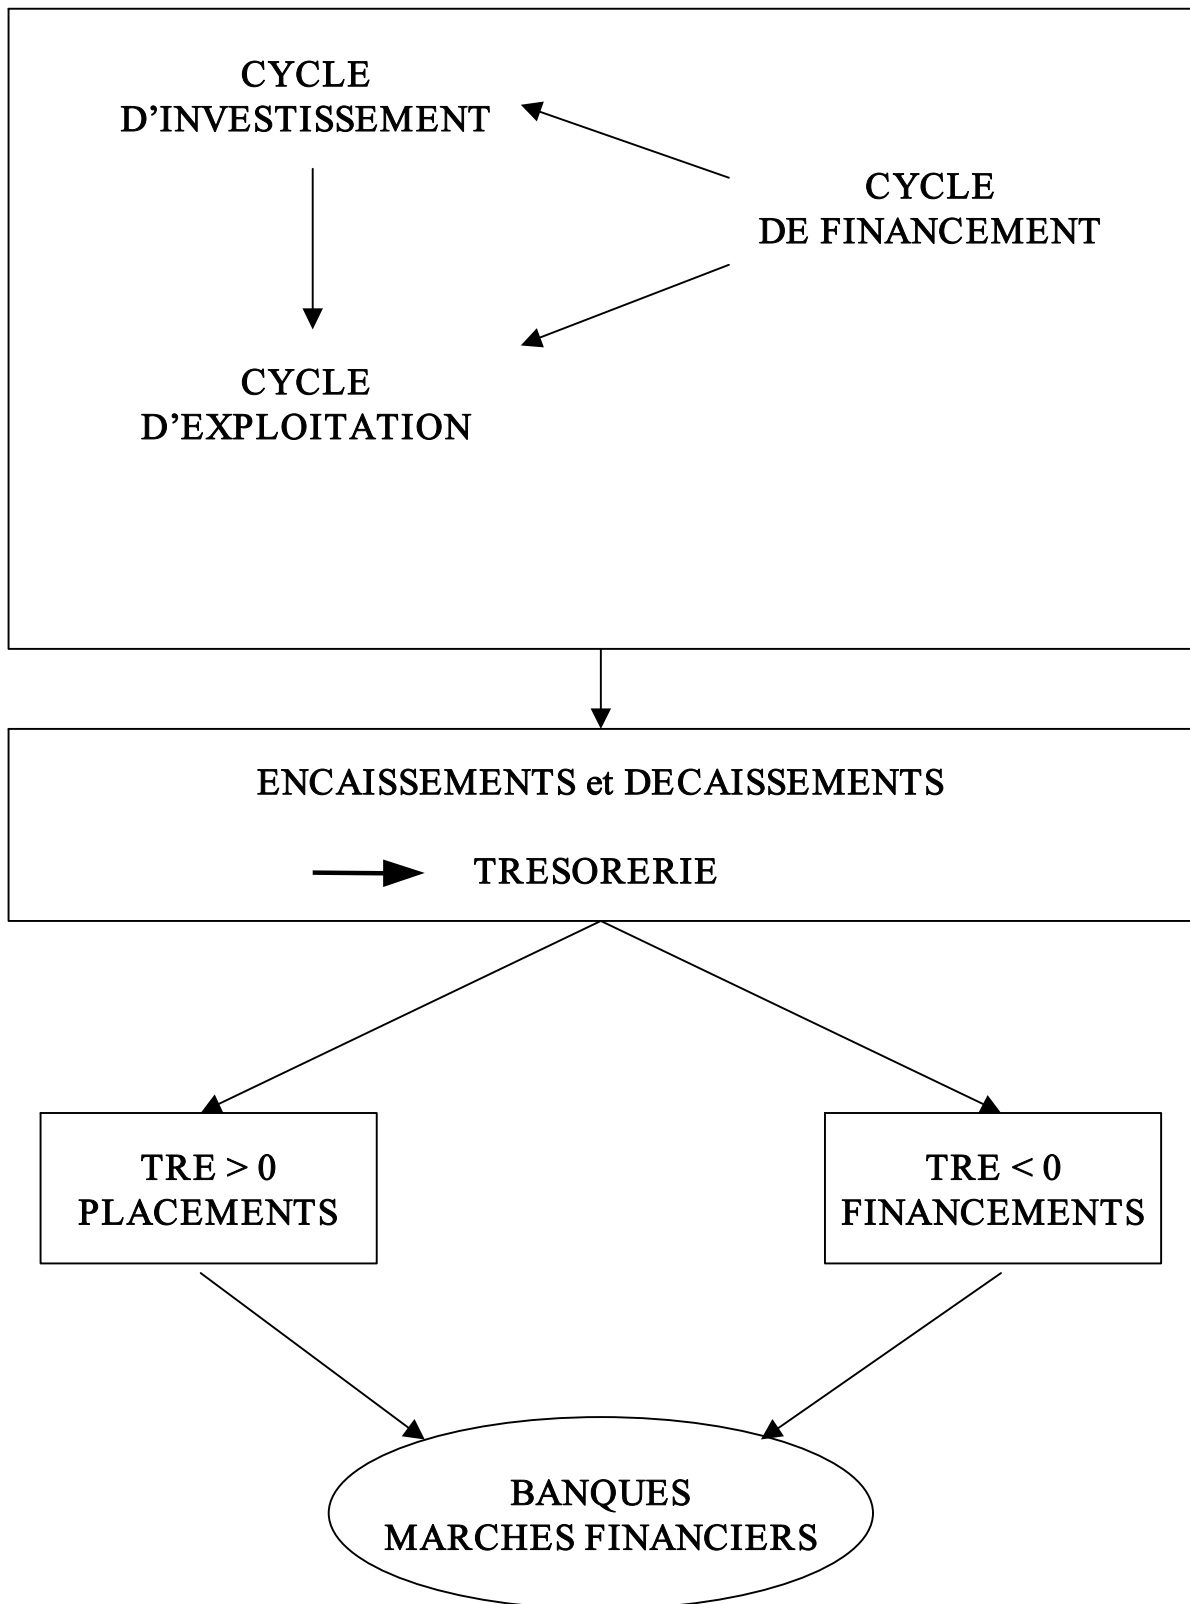 CYCLE
D’INVESTISSEMENT
CYCLE
DE FINANCEMENT
CYCLE
D’EXPLOITATION
ENCAISSEMENTS et DECAISSEMENTS
TRESORERIE
TRE > 0
PLACEMENTS
TRE < 0
FINANCEMENTS
BANQUES
MARCHES FINANCIERS